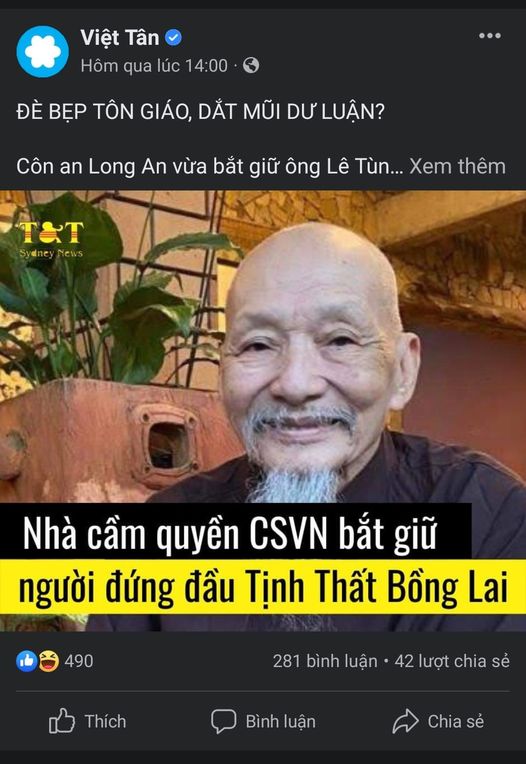 Việt Tân
Hôm qua lúc 14:00 ·
ĐÈ BẸP TÔN GIÁO, DẮT MŨI DƯ LUẬN?
Côn an Long An vừa bắt giữ ông Lê Tùn... Xem thêm
T&T
Sydney News
Nhà cầm quyền CSVN bắt giữ
người đứng đầu Tịnh Thất Bồng Lai
490
281 bình luận • 42 lượt chia sẻ
Thích
Bình luận
Chia sẻ